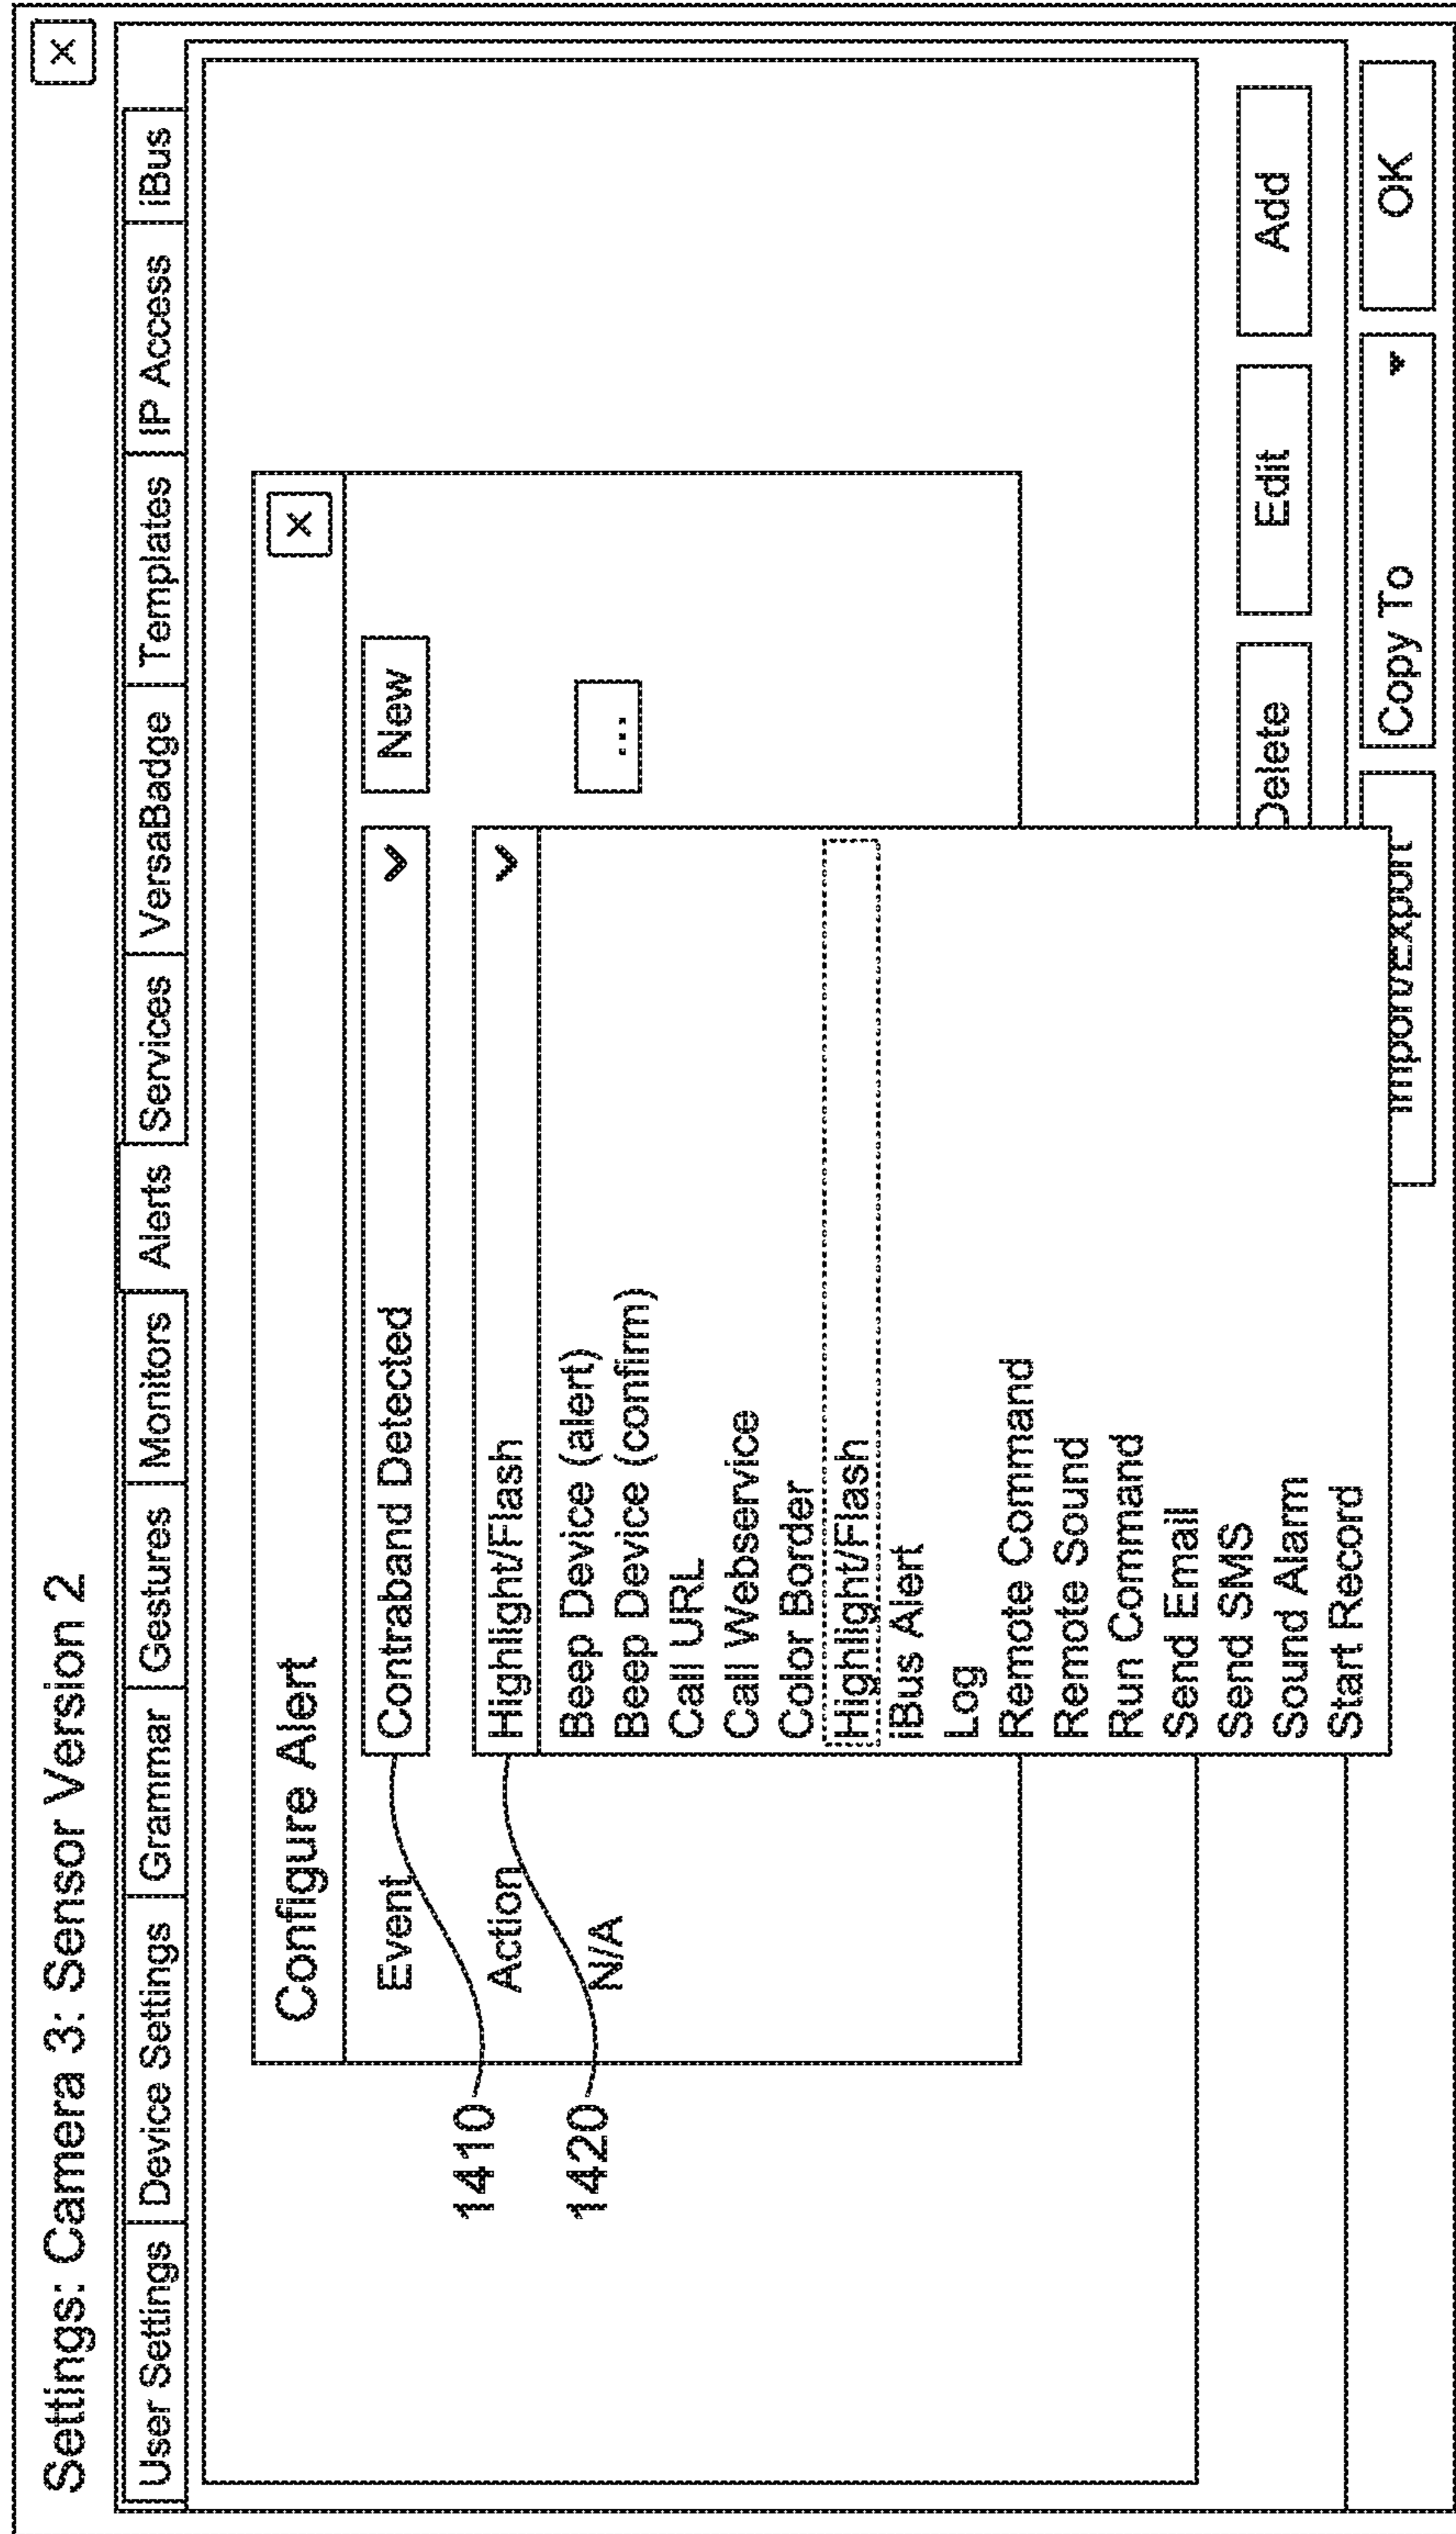 Settings: Camera 3: Sensor Version 2
X
User Settings Device Settings Grammar Gestures Monitors Alerts Services VersaBadge Templates IP Access iBus
Configure Alert X
Event Contraband Detected New
1410
Action Highlight/Flash
1420
N/A ...
Beep Device (alert)
Beep Device (confirm)
Call URL
Call Webservice
Color Border
Highlight/Flash
iBus Alert
Log
Remote Command
Remote Sound
Run Command
Send Email
Send SMS
Sound Alarm
Start Record
Delete Edit Add
Import/Export Copy To OK